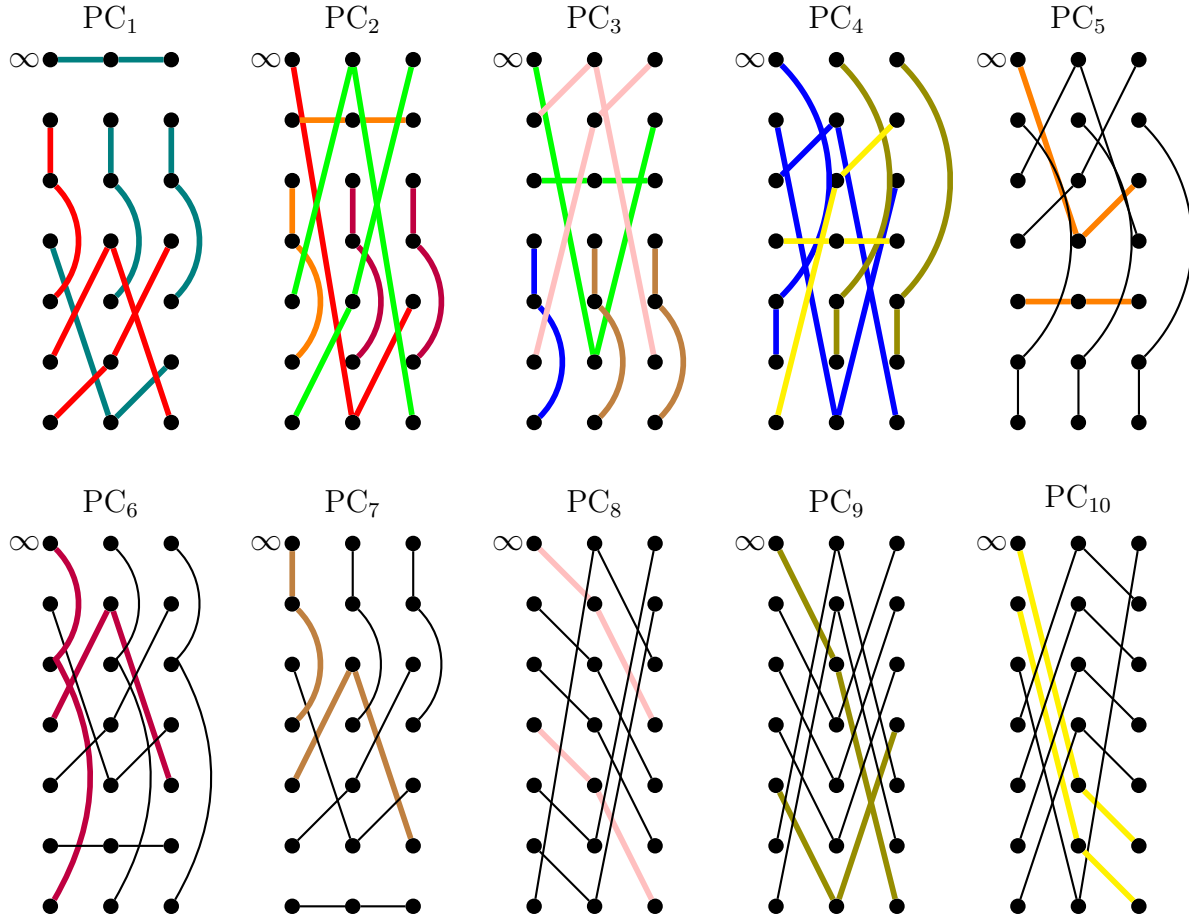 PC₁ PC₂ PC₃ PC₄ PC₅
∞ ∞ ∞ ∞ ∞
PC₆ PC₇ PC₈ PC₉ PC₁₀
∞ ∞ ∞ ∞ ∞